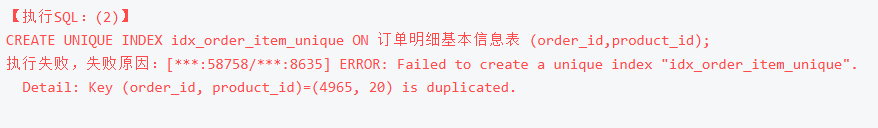 【执行SQL：(2)】
CREATE UNIQUE INDEX idx_order_item_unique ON 订单明细基本信息表 (order_id,product_id);
执行失败，失败原因：[***:58758/***:8635] ERROR: Failed to create a unique index "idx_order_item_unique".
Detail: Key (order_id, product_id)=(4965, 20) is duplicated.